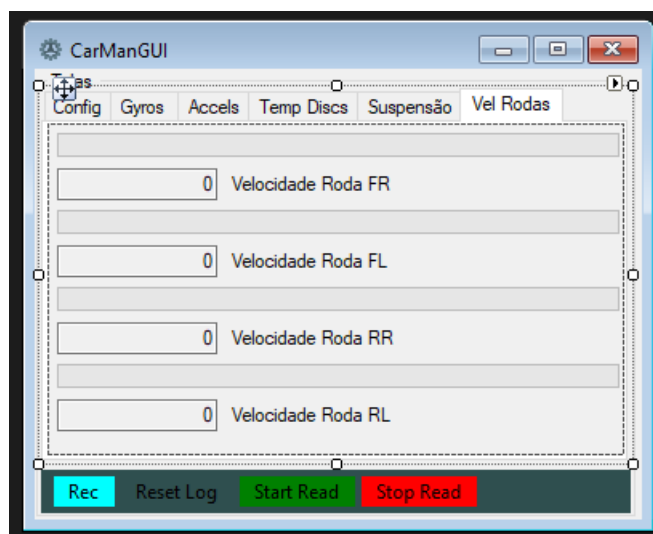 CarManGUI
Config Gyros Accels Temp Discs Suspensão Vel Rodas
0 Velocidade Roda FR
0 Velocidade Roda FL
0 Velocidade Roda RR
0 Velocidade Roda RL
Rec Reset Log Start Read Stop Read